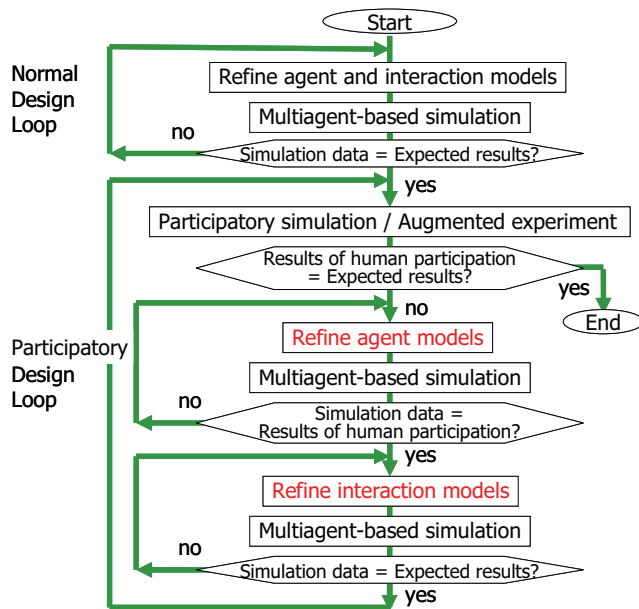 Start
Normal
Design
Loop
Refine agent and interaction models
Multiagent-based simulation
no
Simulation data = Expected results?
yes
Participatory simulation / Augmented experiment
Results of human participation
= Expected results?
yes
End
no
Participatory
Design
Loop
Refine agent models
Multiagent-based simulation
no
Simulation data =
Results of human participation?
yes
Refine interaction models
Multiagent-based simulation
no
Simulation data = Expected results?
yes